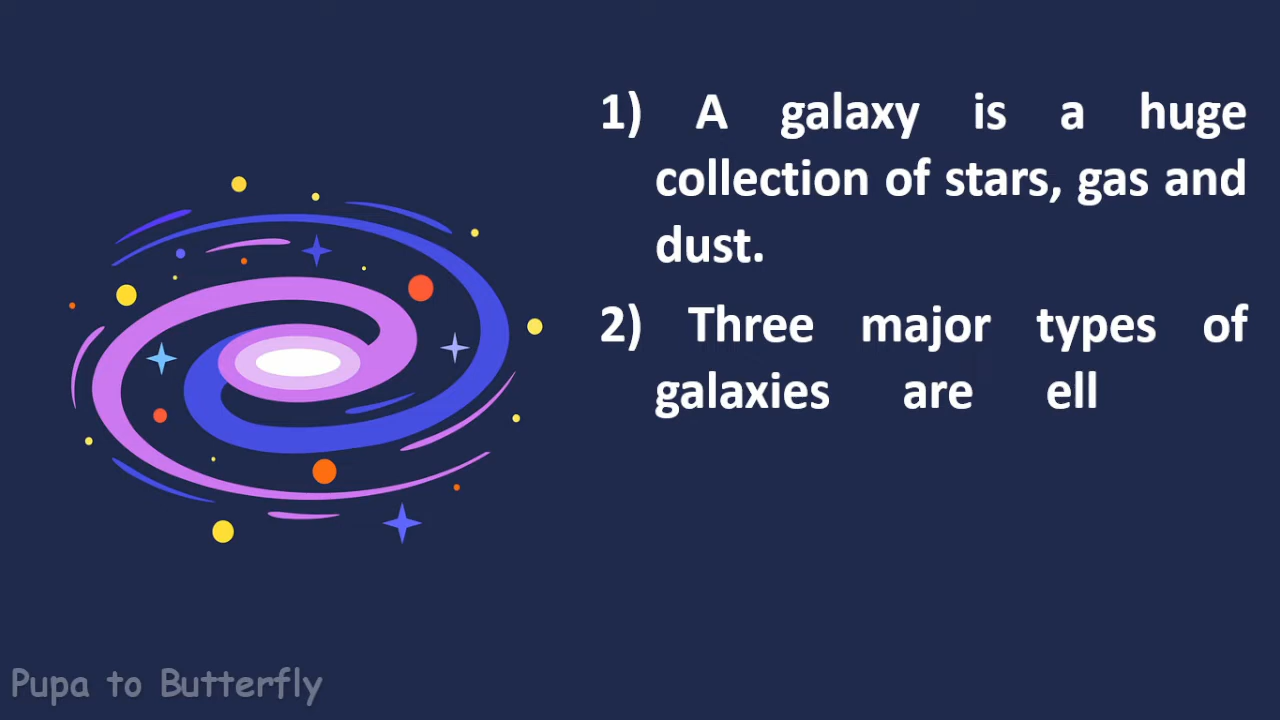 1) A galaxy is a huge
collection of stars, gas and
dust.
2) Three major types of
galaxies are ell
Pupa to Butterfly